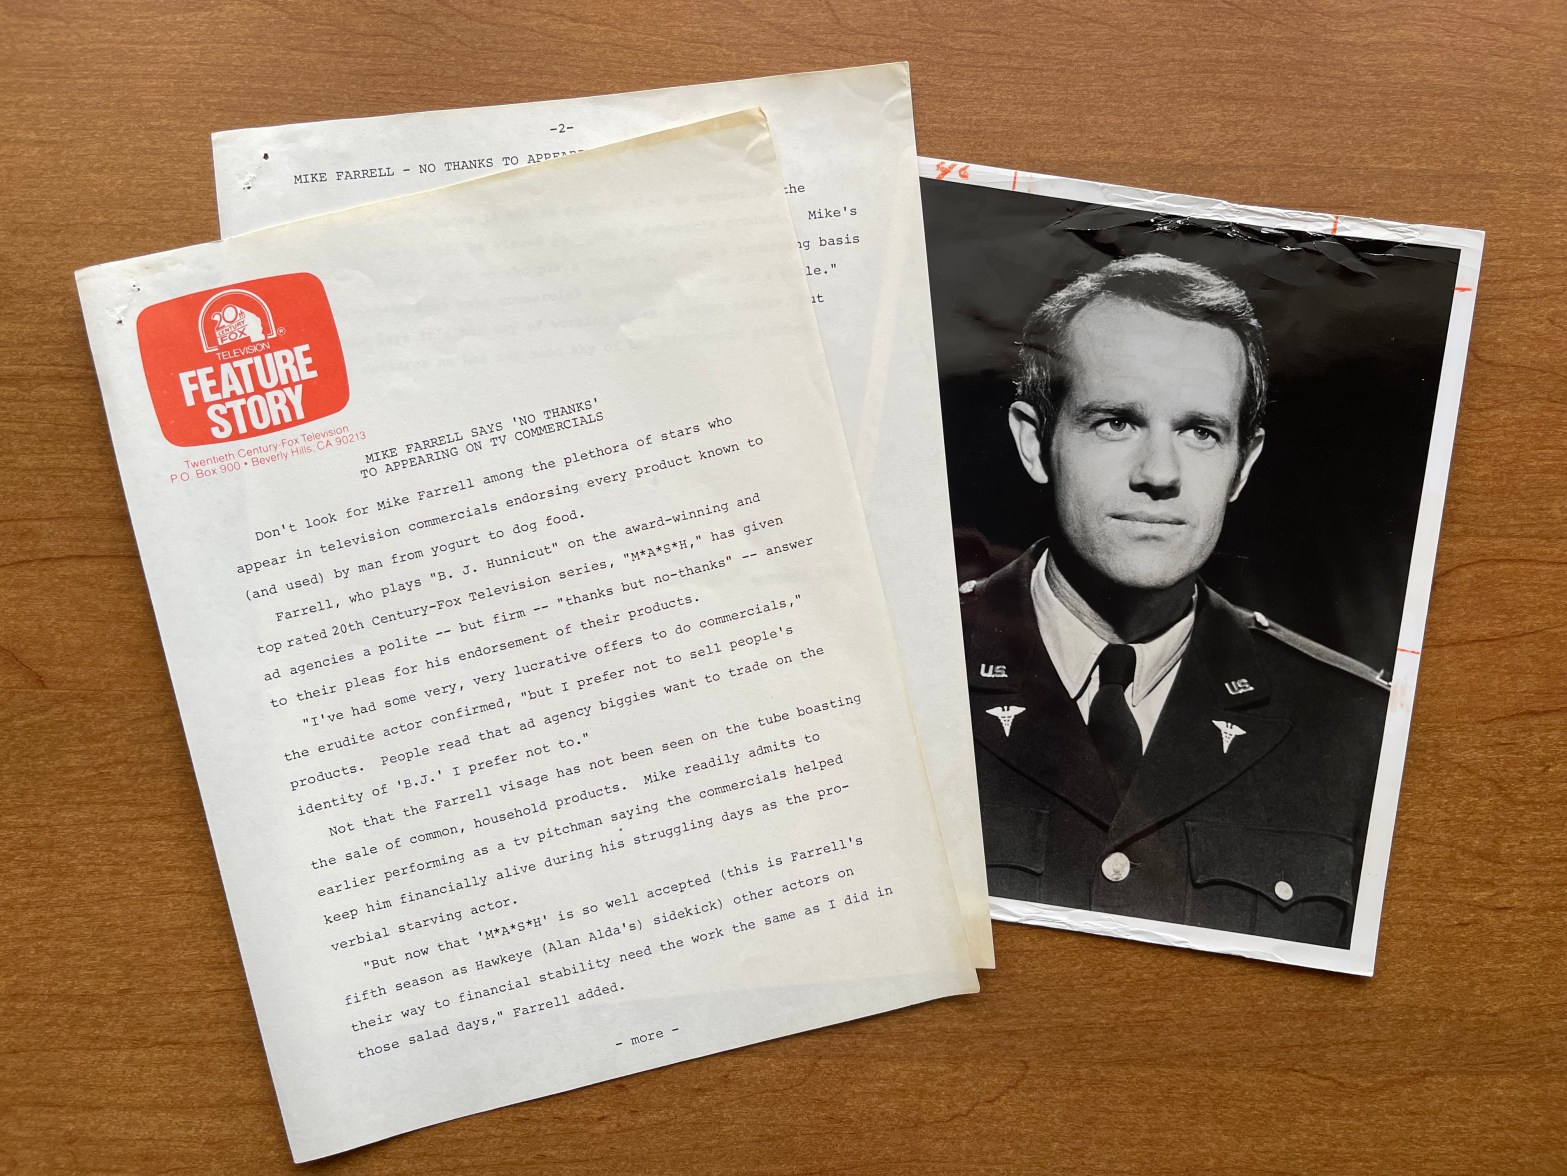 -2-
MIKE FARRELL - NO THANKS TO APPEAR
the
Mike's
ng basis
le."
ut
20th
CENTURY
FOX
®
TELEVISION
FEATURE
STORY
Twentieth Century-Fox Television
P.O. Box 900 • Beverly Hills, CA 90213
MIKE FARRELL SAYS 'NO THANKS'
TO APPEARING ON TV COMMERCIALS
Don't look for Mike Farrell among the plethora of stars who
appear in television commercials endorsing every product known to
(and used) by man from yogurt to dog food.
Farrell, who plays "B. J. Hunnicut" on the award-winning and
top rated 20th Century-Fox Television series, "M*A*S*H," has given
ad agencies a polite -- but firm -- "thanks but no-thanks" -- answer
to their pleas for his endorsement of their products.
"I've had some very, very lucrative offers to do commercials,"
the erudite actor confirmed, "but I prefer not to sell people's
products. People read that ad agency biggies want to trade on the
identity of 'B.J.' I prefer not to."
Not that the Farrell visage has not been seen on the tube boasting
the sale of common, household products. Mike readily admits to
earlier performing as a tv pitchman saying the commercials helped
keep him financially alive during his struggling days as the pro-
verbial starving actor.
"But now that 'M*A*S*H' is so well accepted (this is Farrell's
fifth season as Hawkeye (Alan Alda's) sidekick) other actors on
their way to financial stability need the work the same as I did in
those salad days," Farrell added.
- more -
U.S.
U.S.